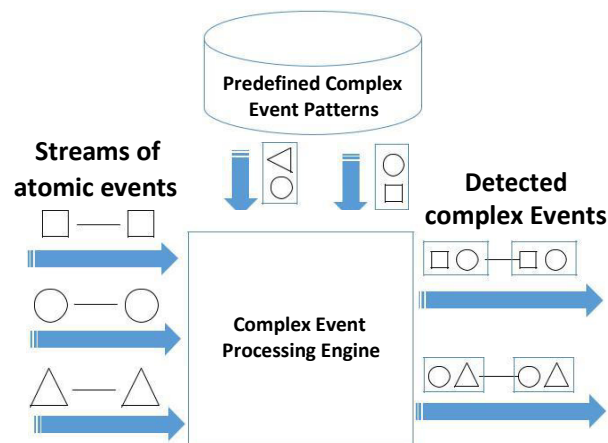 Predefined Complex
Event Patterns
Streams of
atomic events
Detected
complex Events
Complex Event
Processing Engine